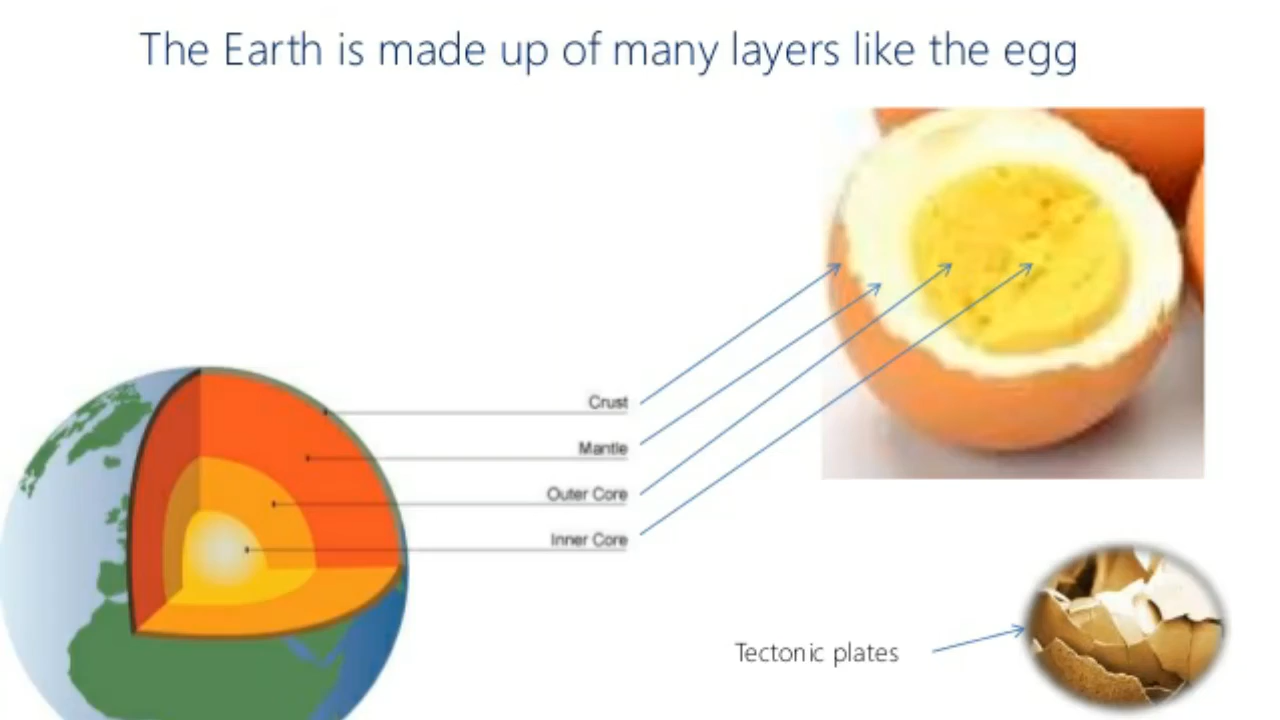 The Earth is made up of many layers like the egg
Crust
Mantle
Outer Core
Inner Core
Tectonic plates